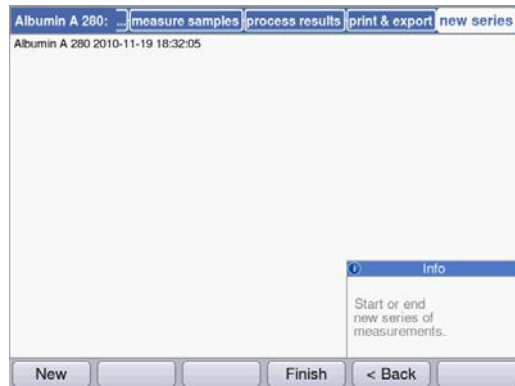 Albumin A 280: ... measure samples process results print & export new series
Albumin A 280 2010-11-19 18:32:05
Info
Start or end
new series of
measurements.
New Finish < Back